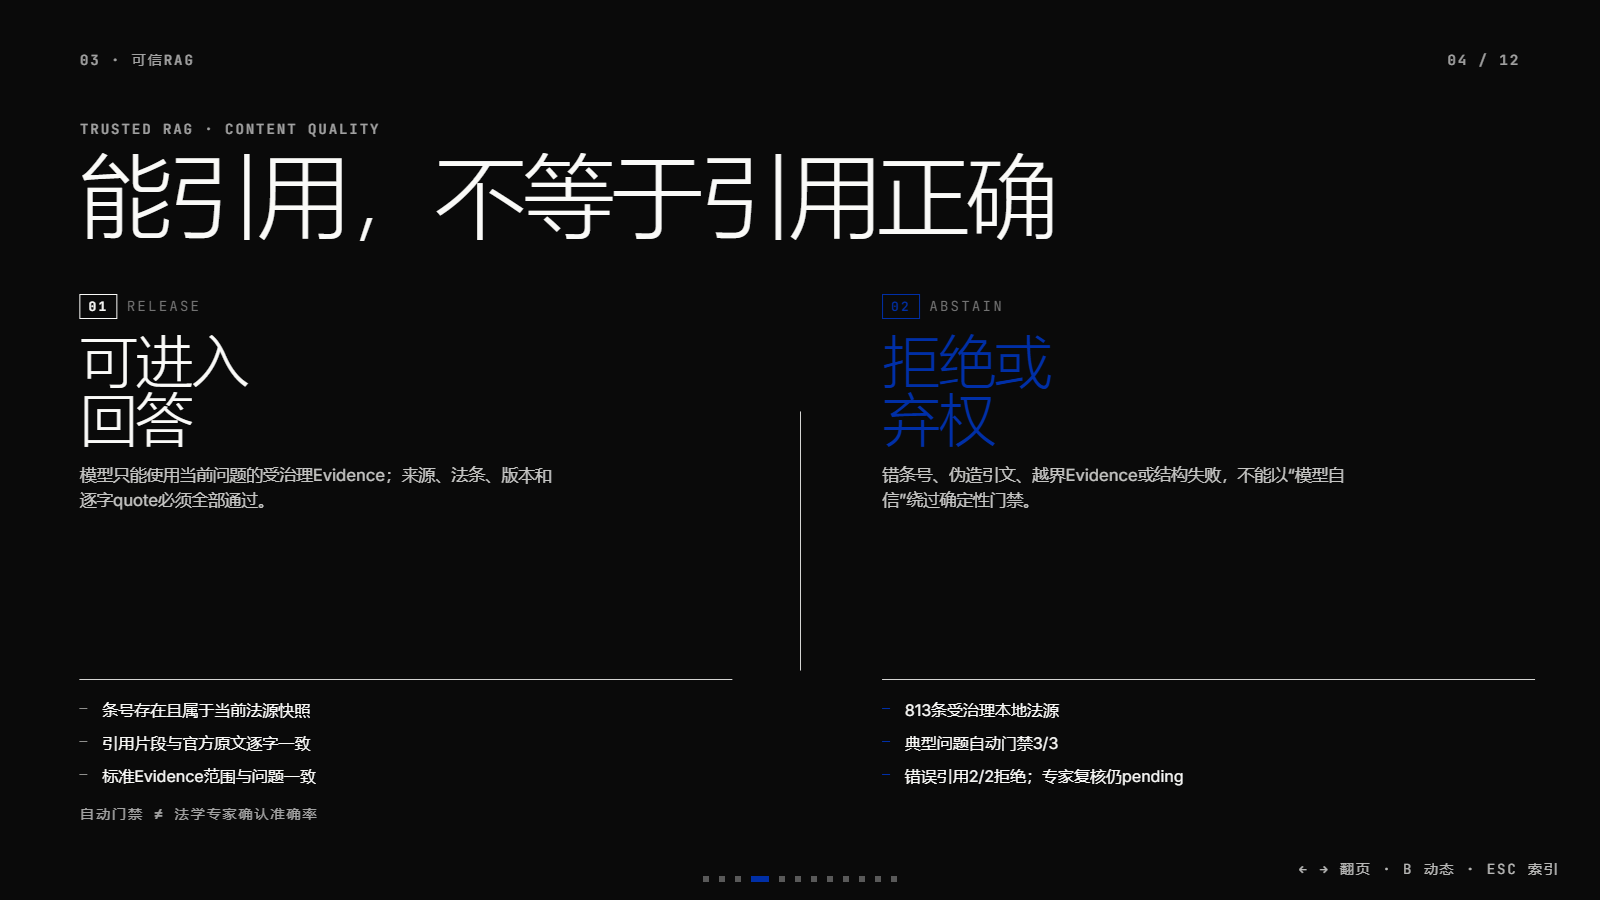 03 · 可信RAG
04 / 12
TRUSTED RAG · CONTENT QUALITY
能引用，不等于引用正确
01 RELEASE
可进入
回答
模型只能使用当前问题的受治理Evidence；来源、法条、版本和
逐字quote必须全部通过。
— 条号存在且属于当前法源快照
— 引用片段与官方原文逐字一致
— 标准Evidence范围与问题一致
自动门禁 ≠ 法学专家确认准确率
02 ABSTAIN
拒绝或
弃权
错条号、伪造引文、越界Evidence或结构失败，不能以“模型自
信”绕过确定性门禁。
— 813条受治理本地法源
— 典型问题自动门禁3/3
— 错误引用2/2拒绝；专家复核仍pending
← → 翻页 · B 动态 · ESC 索引